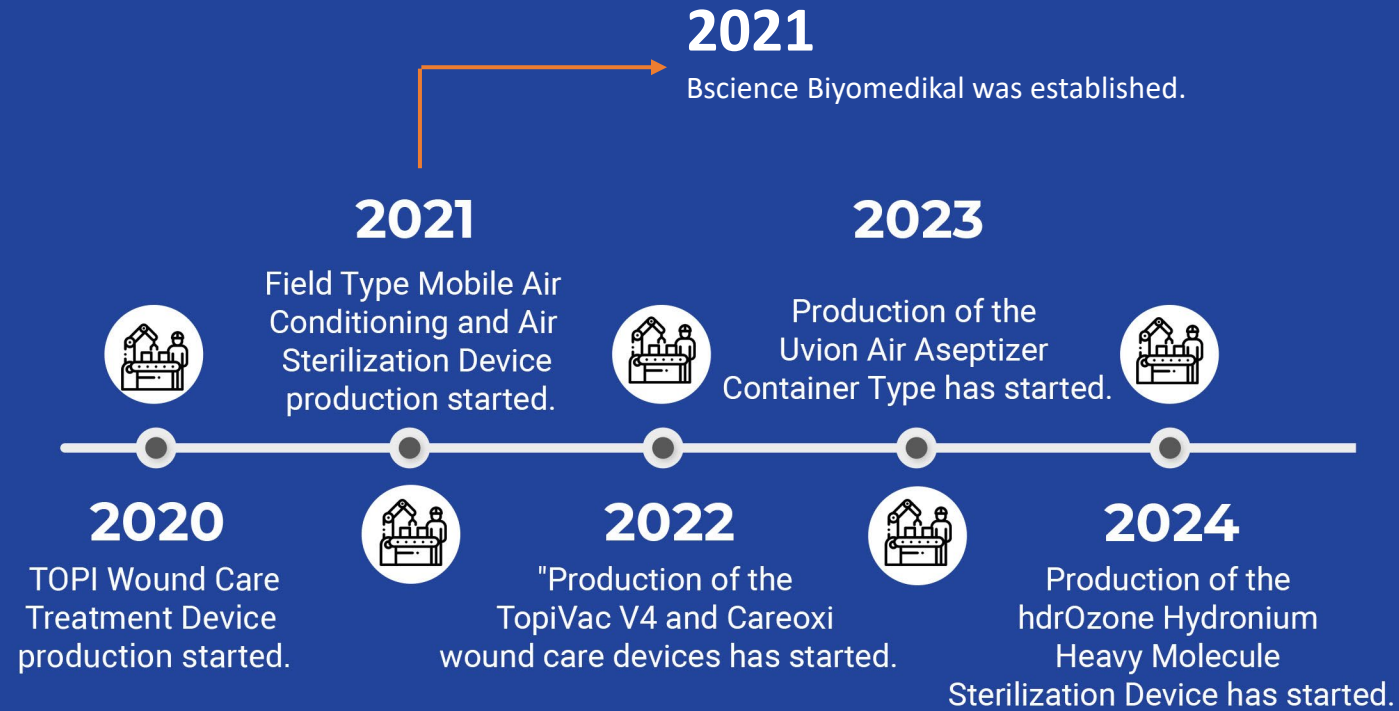 2021
Bscience Biyomedikal was established.
2021
Field Type Mobile Air
Conditioning and Air
Sterilization Device
production started.
2023
Production of the
Uvion Air Aseptizer
Container Type has started.
2020
TOPI Wound Care
Treatment Device
production started.
2022
"Production of the
TopiVac V4 and Careoxi
wound care devices has started.
2024
Production of the
hdrOzone Hydronium
Heavy Molecule
Sterilization Device has started.